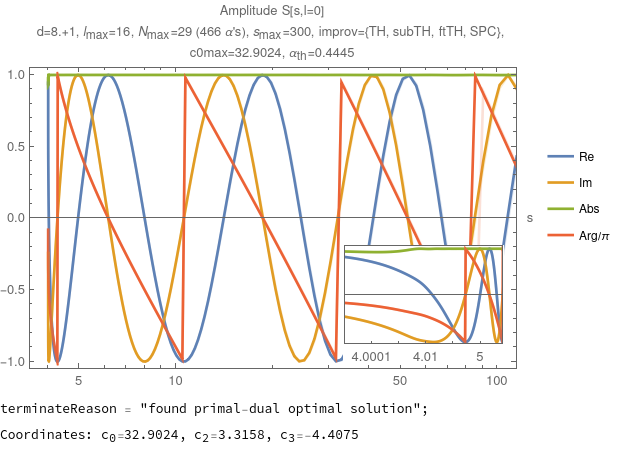 Amplitude S[s,l=0]
d=8.+1, lmax=16, Nmax=29 (466 α's), smax=300, improv={TH, subTH, ftTH, SPC},
c0max=32.9024, αth=0.4445
1.0
0.5
0.0
s
−0.5
−1.0
Re
Im
Abs
Arg/π
4.0001 4.01 5
5 10 50 100
terminateReason = "found primal-dual optimal solution";
Coordinates: c0=32.9024, c2=3.3158, c3=-4.4075